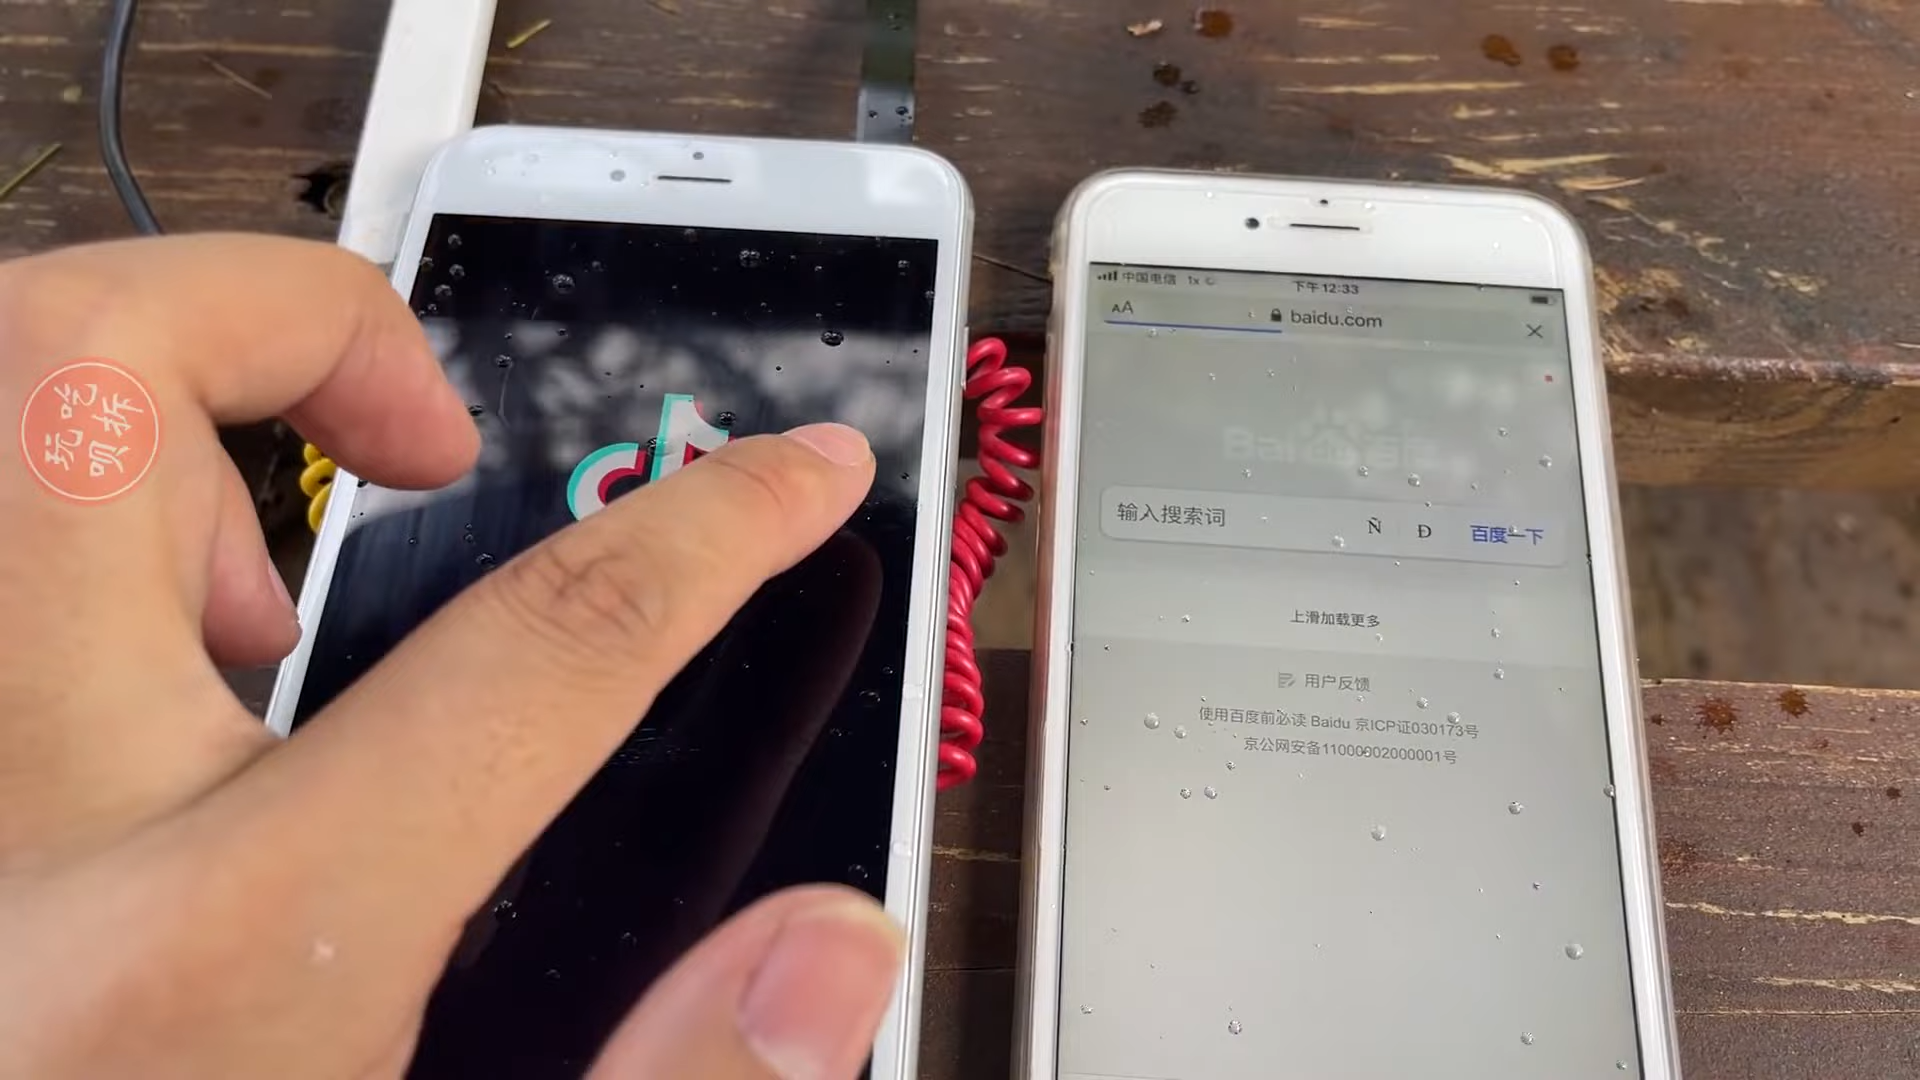 吃拆
玩呗
中国电信 1x
下午12:33
AA
baidu.com
Bai
输入搜索词
百度一下
上滑加载更多
用户反馈
使用百度前必读 Baidu 京ICP证030173号
京公网安备11000002000001号